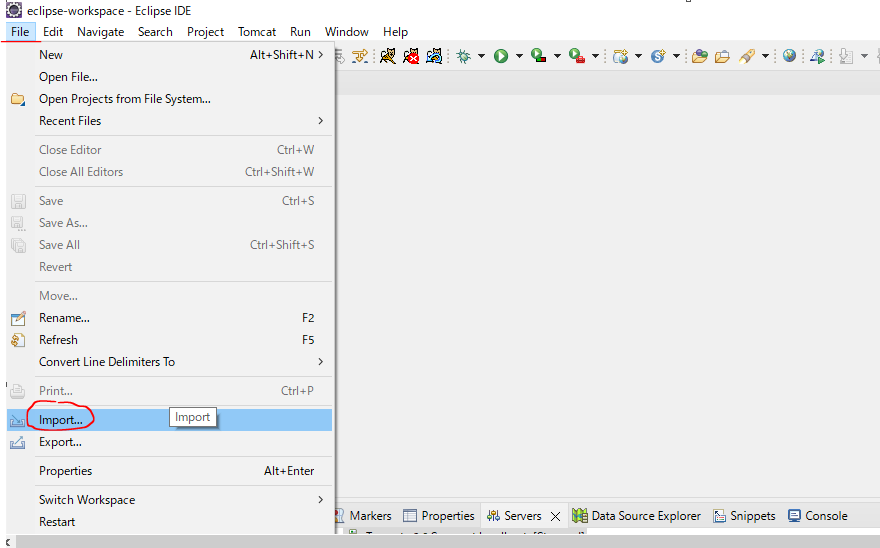 eclipse-workspace - Eclipse IDE
File Edit Navigate Search Project Tomcat Run Window Help
New Alt+Shift+N
Open File...
Open Projects from File System...
Recent Files
Close Editor Ctrl+W
Close All Editors Ctrl+Shift+W
Save Ctrl+S
Save As...
Save All Ctrl+Shift+S
Revert
Move...
Rename... F2
Refresh F5
Convert Line Delimiters To
Print... Ctrl+P
Import... Import
Export...
Properties Alt+Enter
Switch Workspace
Restart
Markers Properties Servers Data Source Explorer Snippets Console